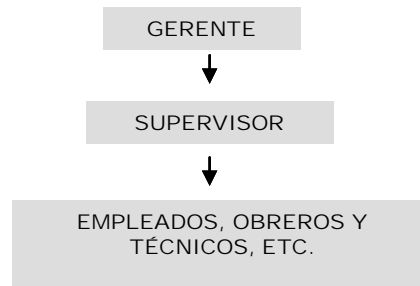 GERENTE
SUPERVISOR
EMPLEADOS, OBREROS Y
TÉCNICOS, ETC.